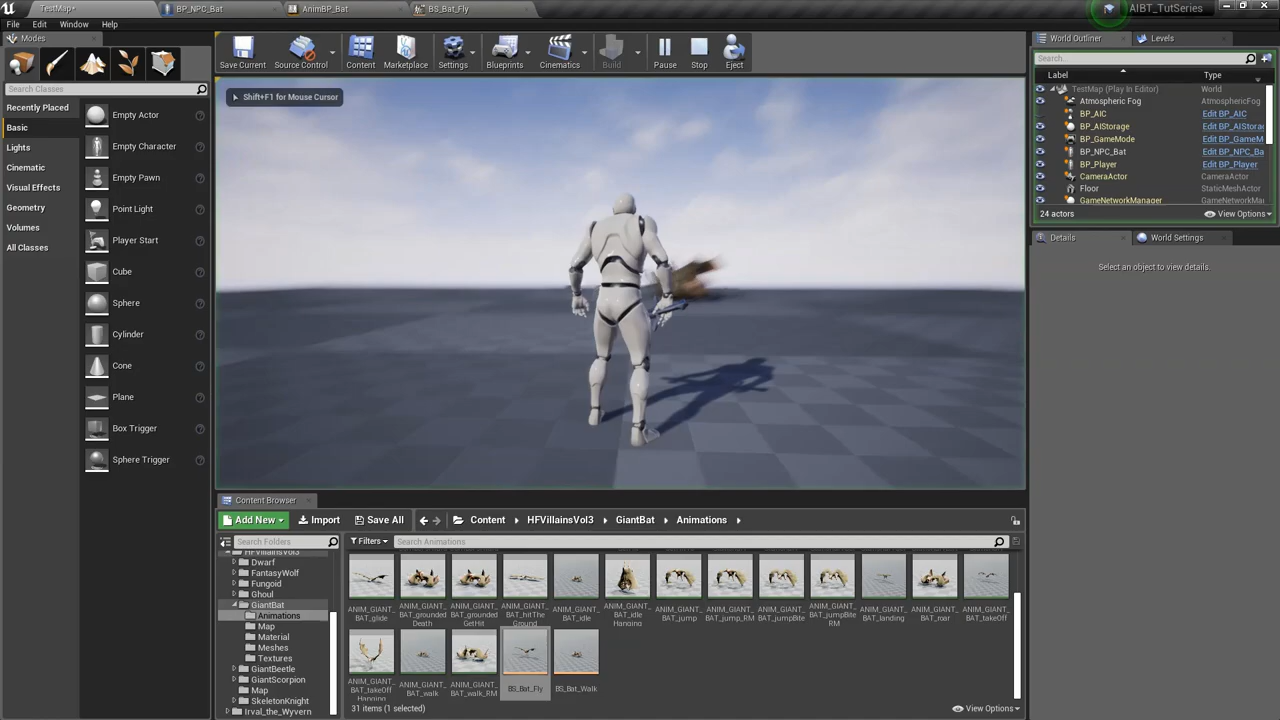 TestMap*
BP_NPC_Bat
AnimBP_Bat
BS_Bat_Fly
AIBT_TutSeries
File
Edit
Window
Help
Modes
Save Current
Source Control
Content
Marketplace
Settings
Blueprints
Cinematics
Build
Pause
Stop
Eject
Search Classes
Recently Placed
Basic
Lights
Cinematic
Visual Effects
Geometry
Volumes
All Classes
Empty Actor
Empty Character
Empty Pawn
Point Light
Player Start
Cube
Sphere
Cylinder
Cone
Plane
Box Trigger
Sphere Trigger
Shift+F1 for Mouse Cursor
World Outliner
Levels
Search...
Label
Type
TestMap (Play In Editor)
World
Atmospheric Fog
AtmosphericFog
BP_AIC
Edit BP_AIC
BP_AIStorage
Edit BP_AIStora
BP_GameMode
Edit BP_GameM
BP_NPC_Bat
Edit BP_NPC_Ba
BP_Player
Edit BP_Player
CameraActor
CameraActor
Floor
StaticMeshActor
GameNetworkManager
GameNetworkMa
24 actors
View Options
Details
World Settings
Select an object to view details.
Content Browser
Add New
Import
Save All
Content
HFVillainsVol3
GiantBat
Animations
Search Folders
Filters
Search Animations
HFVillainsVol3
Dwarf
FantasyWolf
Fungoid
Ghoul
GiantBat
Animations
Map
Material
Meshes
Textures
GiantBeetle
GiantScorpion
Map
SkeletonKnight
Irval_the_Wyvern
ANIM_GIANT_
BAT_glide
ANIM_GIANT_
BAT_grounded
Death
ANIM_GIANT_
BAT_grounded
GetHit
ANIM_GIANT_
BAT_hitThe
Ground
ANIM_GIANT_
BAT_idle
ANIM_GIANT_
BAT_idle
Hanging
ANIM_GIANT_
BAT_jump
ANIM_GIANT_
BAT_jump_RM
ANIM_GIANT_
BAT_jumpBite
ANIM_GIANT_
BAT_jumpBite
RM
ANIM_GIANT_
BAT_landing
ANIM_GIANT_
BAT_roar
ANIM_GIANT_
BAT_takeOff
ANIM_GIANT_
BAT_takeOff
Hanging
ANIM_GIANT_
BAT_walk
ANIM_GIANT_
BAT_walk_RM
BS_Bat_Fly
BS_Bat_Walk
31 items (1 selected)
View Options